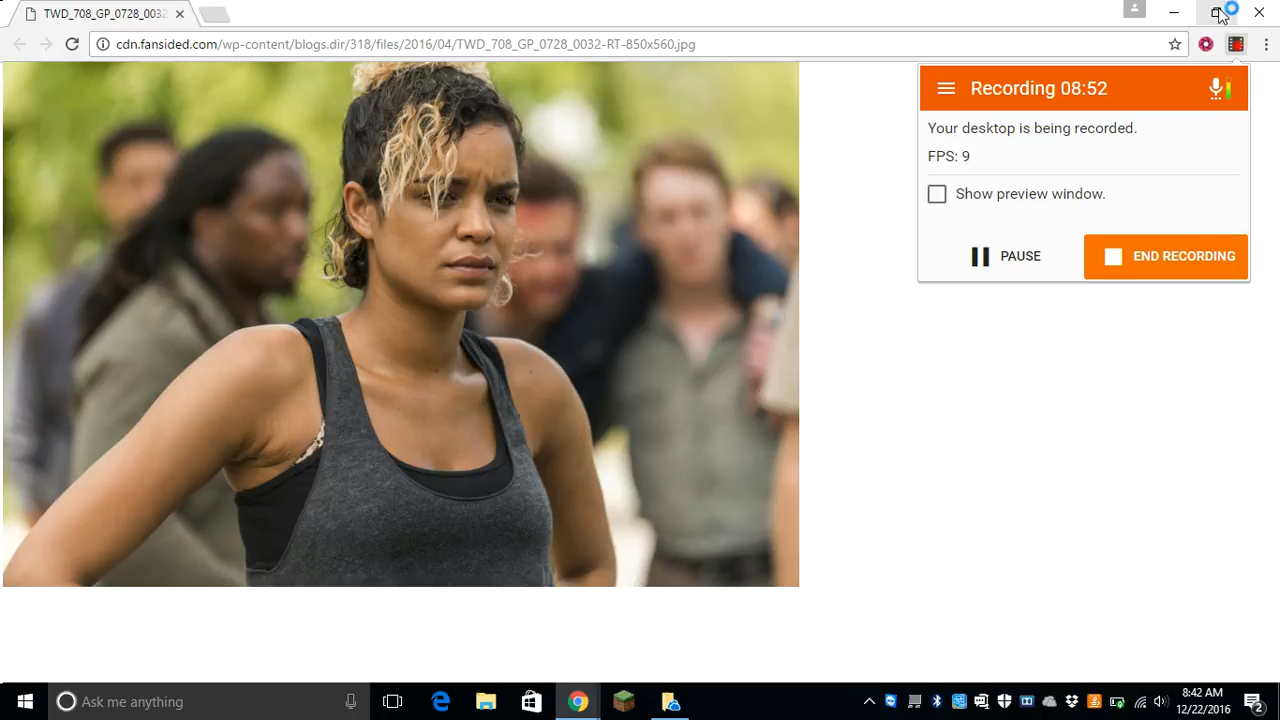 TWD_708_GP_0728_003
cdn.fansided.com/wp-content/blogs.dir/318/files/2016/04/TWD_708_GP_0728_0032-RT-850x560.jpg
Recording 08:52
Your desktop is being recorded.
FPS: 9
Show preview window.
PAUSE
END RECORDING
Ask me anything
8:42 AM
12/22/2016
2